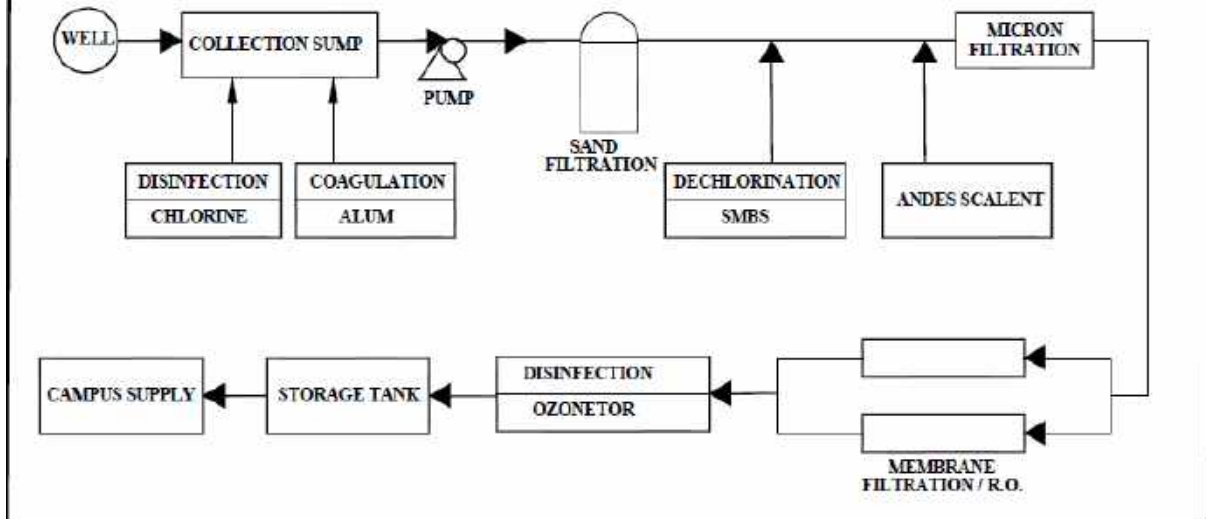 WELL
COLLECTION SUMP
PUMP
SAND
FILTRATION
MICRON
FILTRATION
DISINFECTION
CHLORINE
COAGULATION
ALUM
DECHLORINATION
SMBS
ANDES SCALENT
CAMPUS SUPPLY
STORAGE TANK
DISINFECTION
OZONETOR
MEMBRANE
FILTRATION / R.O.